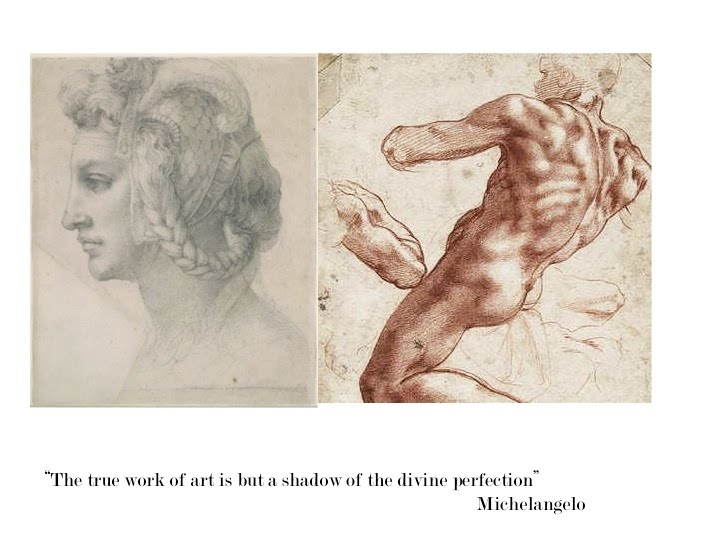 “The true work of art is but a shadow of the divine perfection”
Michelangelo